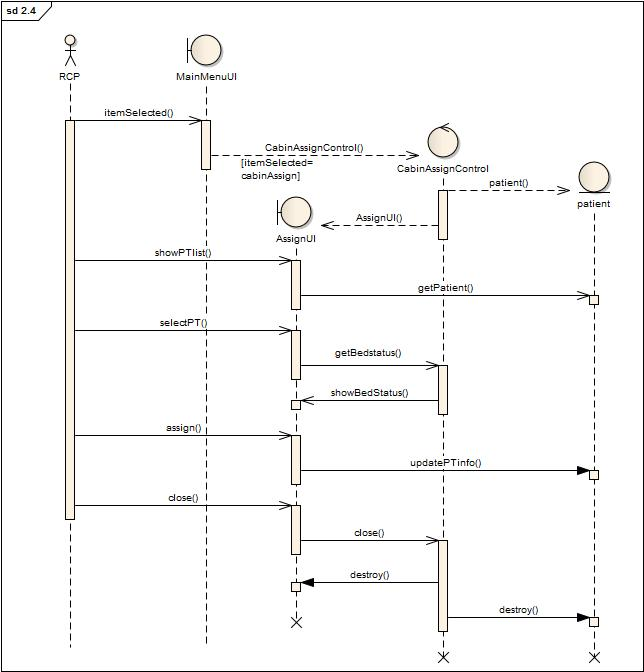 sd 2.4
RCP
MainMenuUI
itemSelected()
CabinAssignControl()
[itemSelected=
cabinAssign]
CabinAssignControl
patient()
patient
AssignUI()
AssignUI
showPTlist()
getPatient()
selectPT()
getBedstatus()
showBedStatus()
assign()
updatePTinfo()
close()
close()
destroy()
destroy()